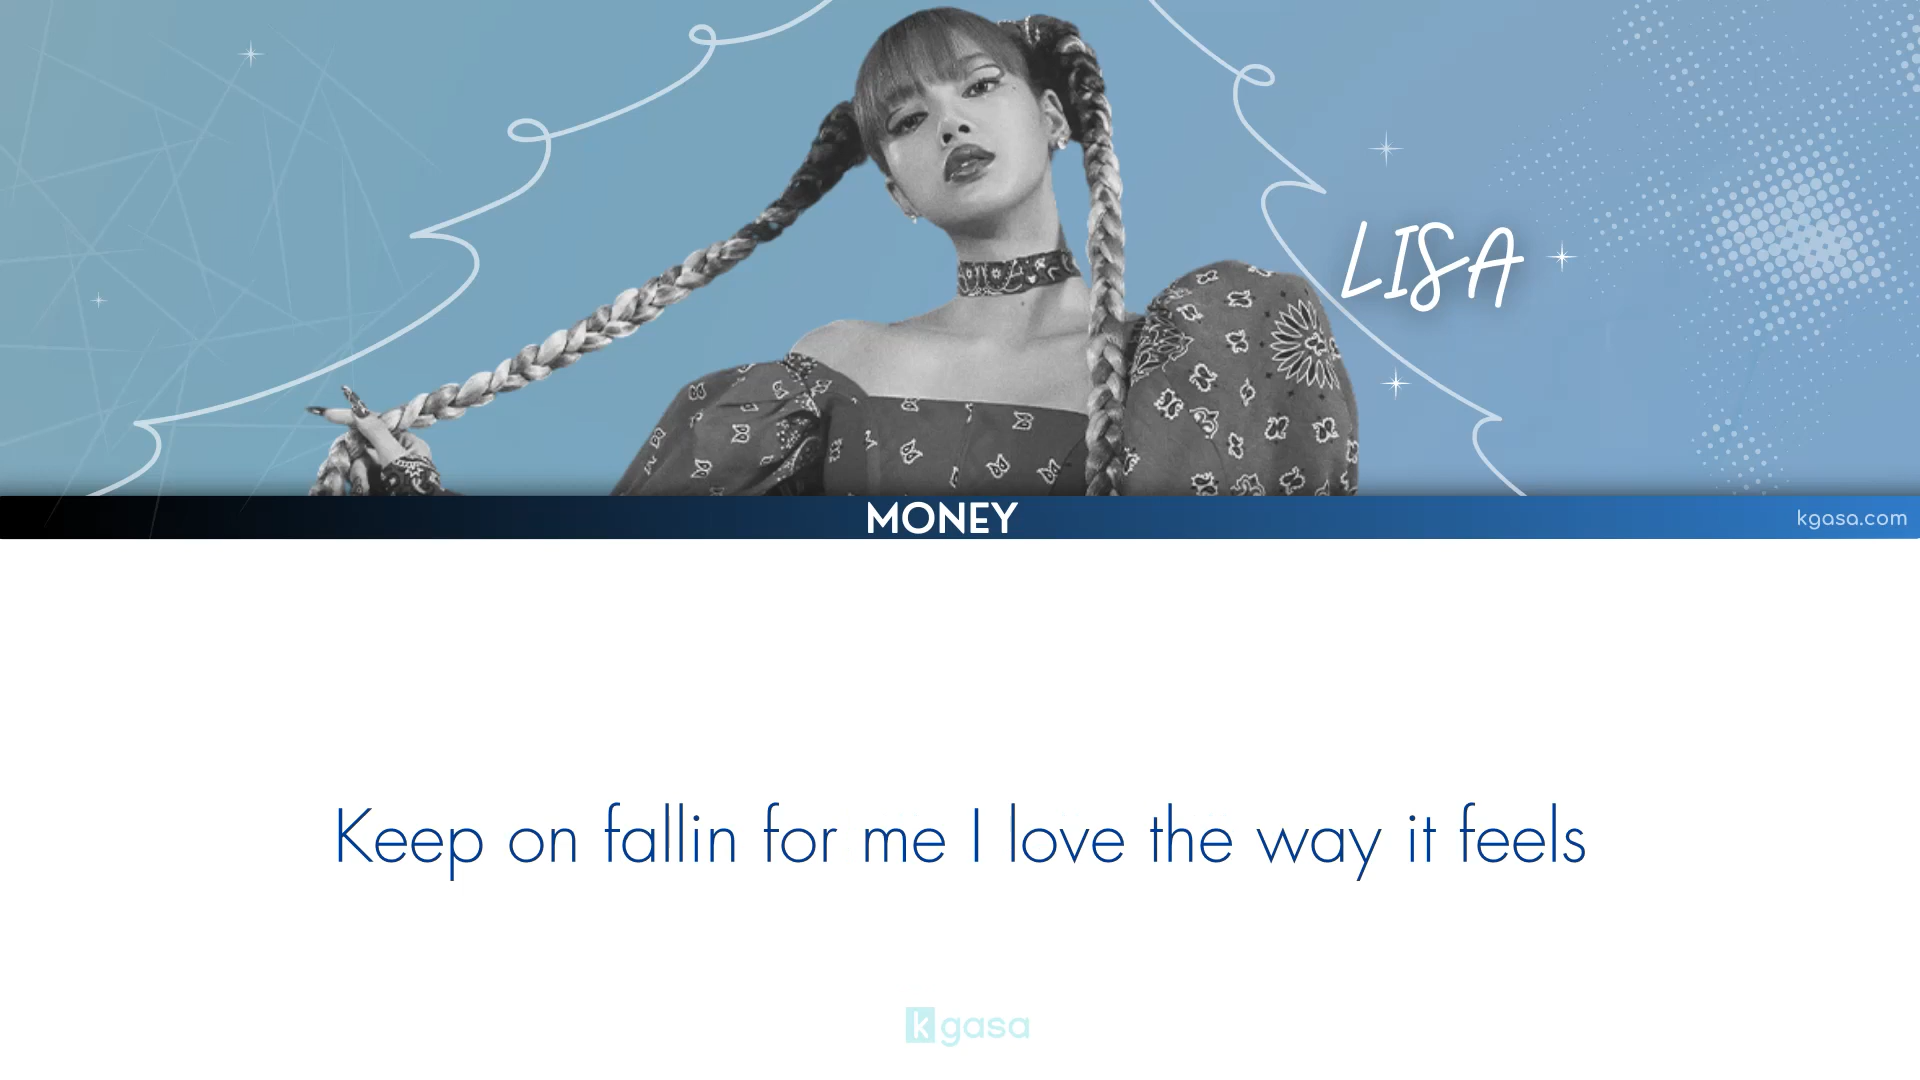 LISA
MONEY
kgasa.com
Keep on fallin for me I love the way it feels
kgasa